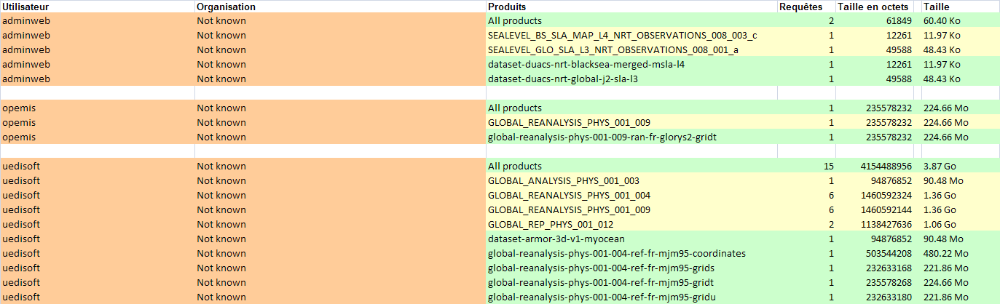 Utilisateur Organisation Produits Requêtes Taille en octets Taille
adminweb Not known All products 2 61849 60.40 Ko
adminweb Not known SEALEVEL_BS_SLA_MAP_L4_NRT_OBSERVATIONS_008_003_c 1 12261 11.97 Ko
adminweb Not known SEALEVEL_GLO_SLA_L3_NRT_OBSERVATIONS_008_001_a 1 49588 48.43 Ko
adminweb Not known dataset-duacs-nrt-blacksea-merged-msla-l4 1 12261 11.97 Ko
adminweb Not known dataset-duacs-nrt-global-j2-sla-l3 1 49588 48.43 Ko
opemis Not known All products 1 235578232 224.66 Mo
opemis Not known GLOBAL_REANALYSIS_PHYS_001_009 1 235578232 224.66 Mo
opemis Not known global-reanalysis-phys-001-009-ran-fr-glorys2-gridt 1 235578232 224.66 Mo
uedisoft Not known All products 15 4154488956 3.87 Go
uedisoft Not known GLOBAL_ANALYSIS_PHYS_001_003 1 94876852 90.48 Mo
uedisoft Not known GLOBAL_REANALYSIS_PHYS_001_004 6 1460592324 1.36 Go
uedisoft Not known GLOBAL_REANALYSIS_PHYS_001_009 6 1460592144 1.36 Go
uedisoft Not known GLOBAL_REP_PHYS_001_012 2 1138427636 1.06 Go
uedisoft Not known dataset-armor-3d-v1-myocean 1 94876852 90.48 Mo
uedisoft Not known global-reanalysis-phys-001-004-ref-fr-mjm95-coordinates 1 503544208 480.22 Mo
uedisoft Not known global-reanalysis-phys-001-004-ref-fr-mjm95-grids 1 232633168 221.86 Mo
uedisoft Not known global-reanalysis-phys-001-004-ref-fr-mjm95-gridt 1 235578268 224.66 Mo
uedisoft Not known global-reanalysis-phys-001-004-ref-fr-mjm95-gridu 1 232633180 221.86 Mo